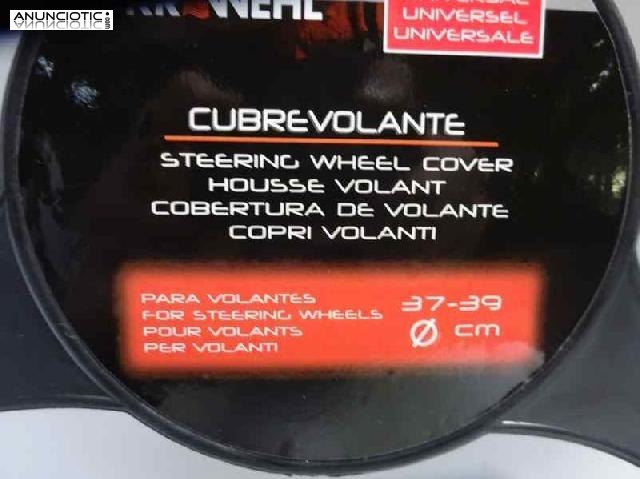 ANUNCIOTIC
UNIVERSEL
UNIVERSALE
CUBREVOLANTE
STEERING WHEEL COVER
HOUSSE VOLANT
COBERTURA DE VOLANTE
COPRI VOLANTI
PARA VOLANTES
FOR STEERING WHEELS
POUR VOLANTS
PER VOLANTI
37-39
Ø cm